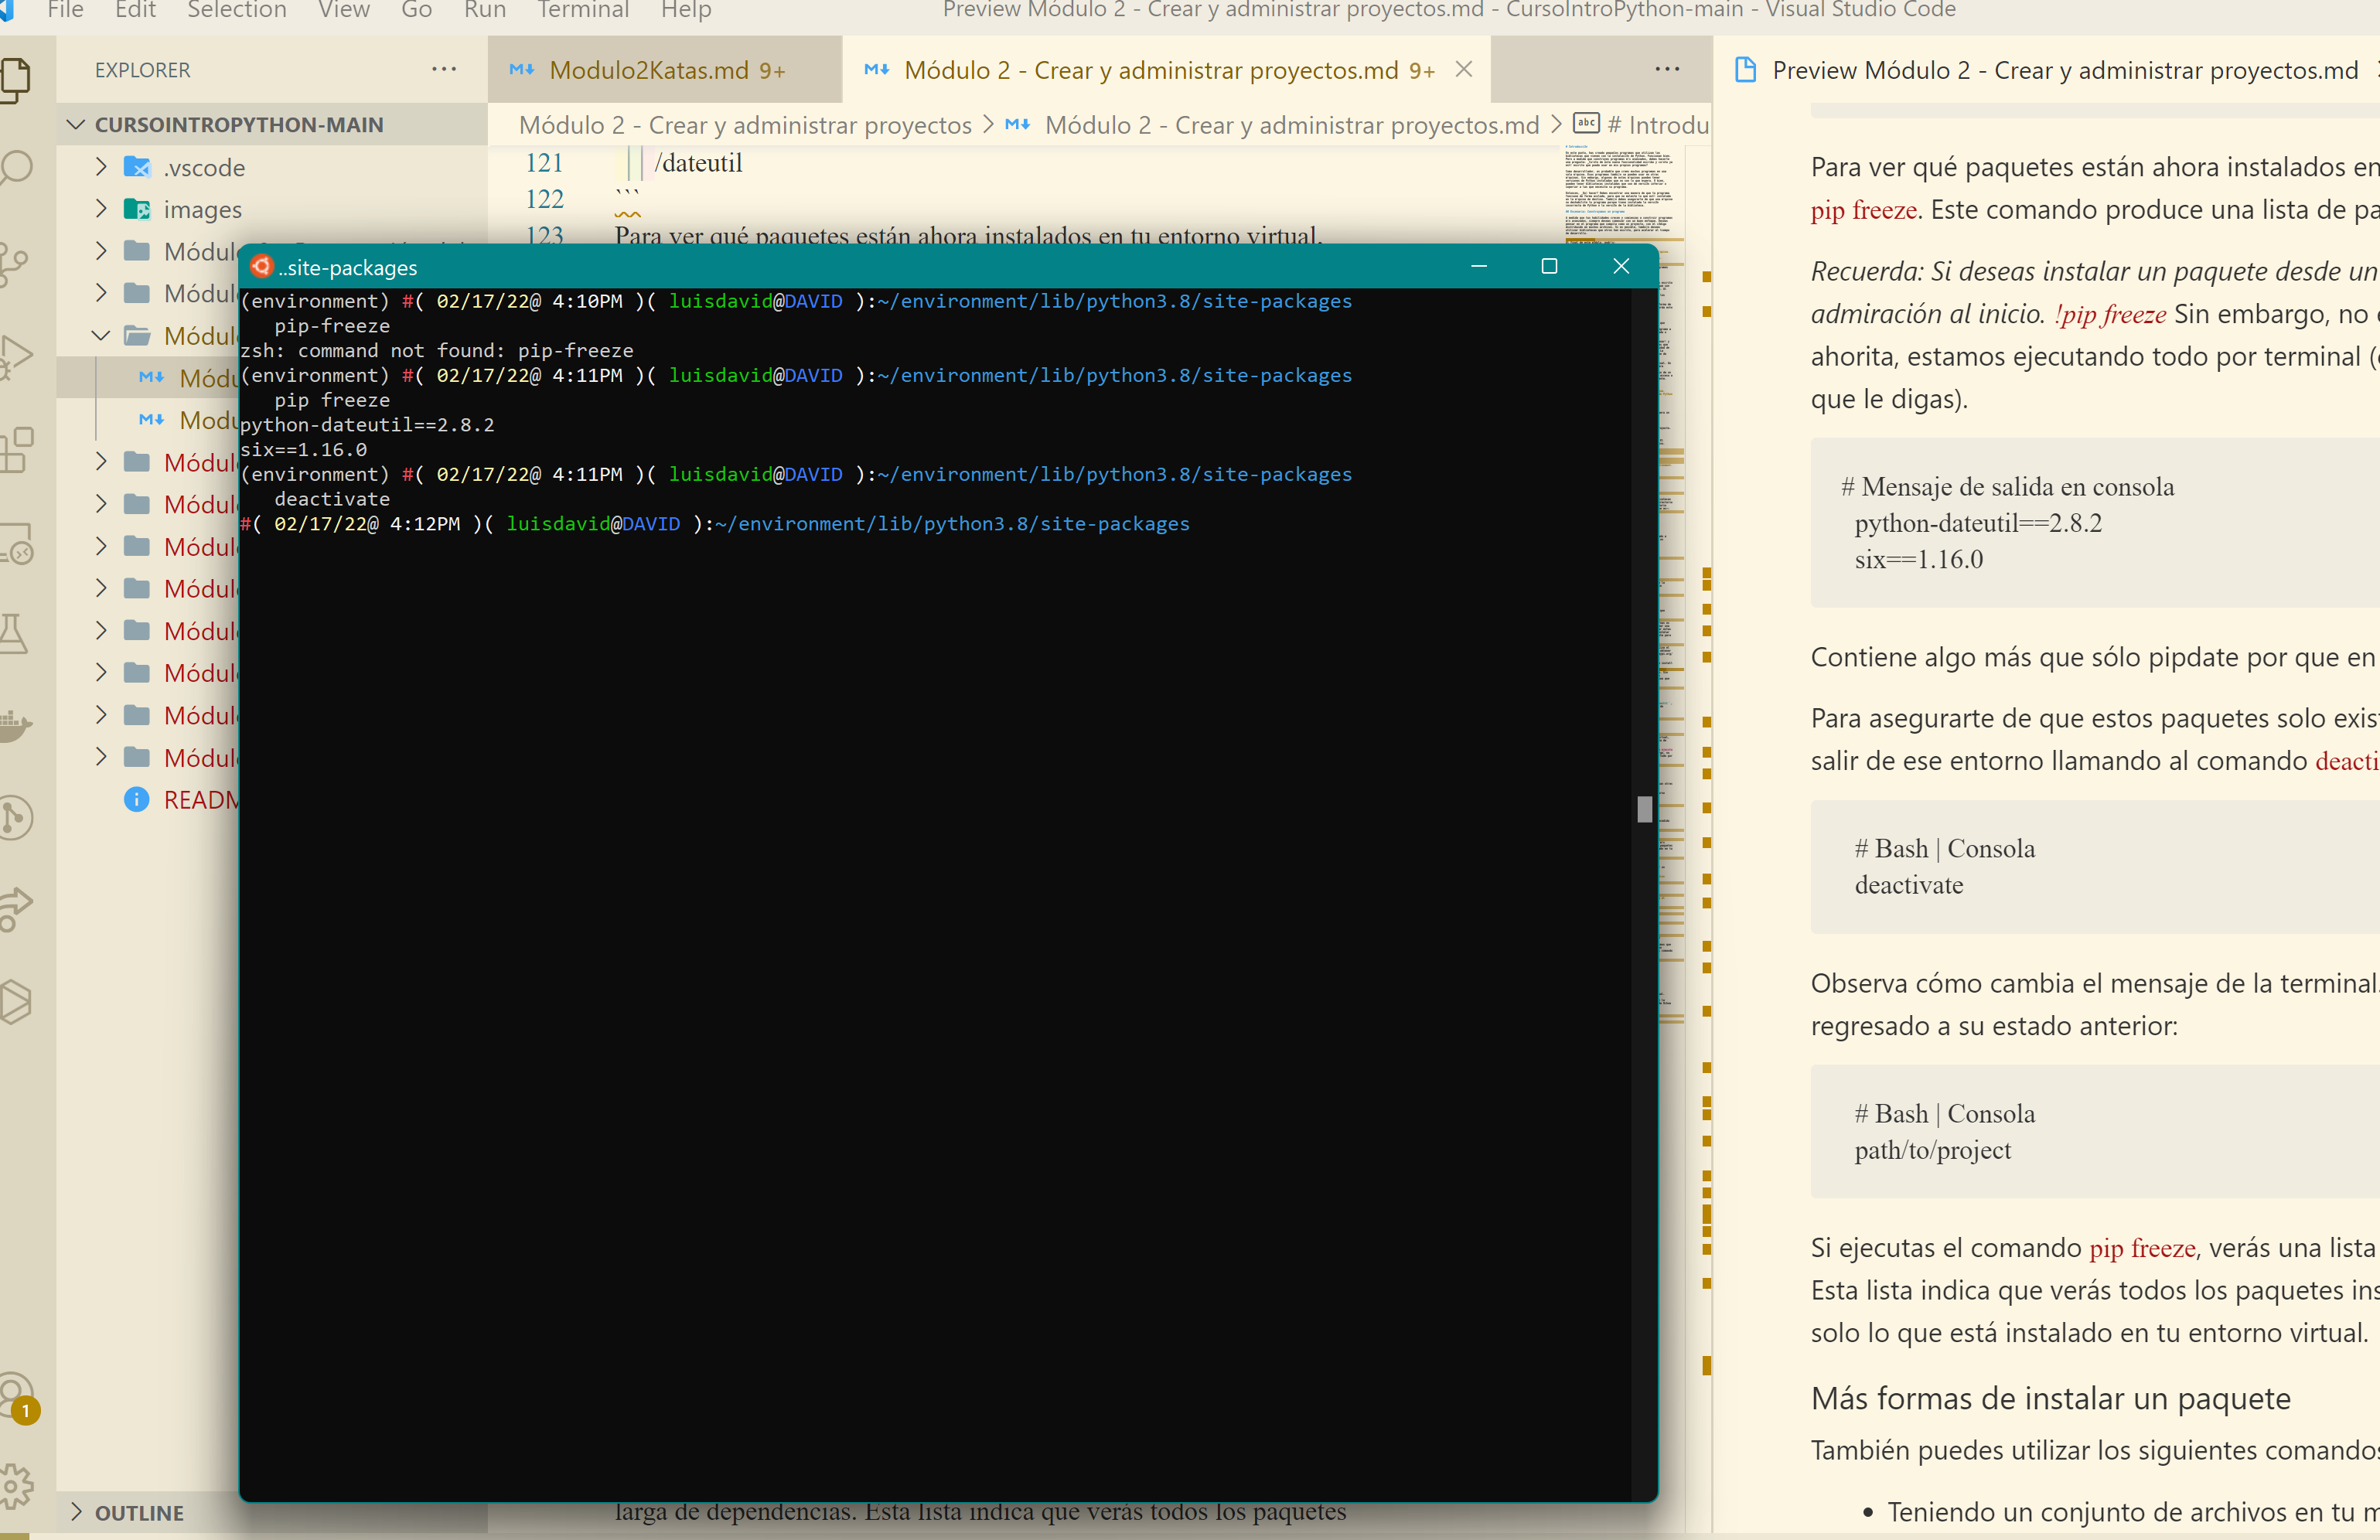 File Edit Selection View Go Run Terminal Help
Preview Módulo 2 - Crear y administrar proyectos.md - CursoIntroPython-main - Visual Studio Code
EXPLORER
CURSOINTROPYTHON-MAIN
.vscode
images
READM
OUTLINE
1
Modulo2Katas.md 9+
Módulo 2 - Crear y administrar proyectos.md 9+
Módulo 2 - Crear y administrar proyectos > Módulo 2 - Crear y administrar proyectos.md > # Introdu
121 /dateutil
122 ```
123 Para ver qué paquetes están ahora instalados en tu entorno virtual,
..site-packages
(environment) #( 02/17/22@ 4:10PM )( luisdavid@DAVID ):~/environment/lib/python3.8/site-packages
pip-freeze
zsh: command not found: pip-freeze
(environment) #( 02/17/22@ 4:11PM )( luisdavid@DAVID ):~/environment/lib/python3.8/site-packages
pip freeze
python-dateutil==2.8.2
six==1.16.0
(environment) #( 02/17/22@ 4:11PM )( luisdavid@DAVID ):~/environment/lib/python3.8/site-packages
deactivate
#( 02/17/22@ 4:12PM )( luisdavid@DAVID ):~/environment/lib/python3.8/site-packages
larga de dependencias. Esta lista indica que verás todos los paquetes
Preview Módulo 2 - Crear y administrar proyectos.md
Para ver qué paquetes están ahora instalados en
pip freeze. Este comando produce una lista de pa
Recuerda: Si deseas instalar un paquete desde un
admiración al inicio. !pip freeze Sin embargo, no
ahorita, estamos ejecutando todo por terminal (
que le digas).
# Mensaje de salida en consola
python-dateutil==2.8.2
six==1.16.0
Contiene algo más que sólo pipdate por que en
Para asegurarte de que estos paquetes solo exis
salir de ese entorno llamando al comando deacti
# Bash | Consola
deactivate
Observa cómo cambia el mensaje de la terminal.
regresado a su estado anterior:
# Bash | Consola
path/to/project
Si ejecutas el comando pip freeze, verás una lista
Esta lista indica que verás todos los paquetes ins
solo lo que está instalado en tu entorno virtual.
Más formas de instalar un paquete
También puedes utilizar los siguientes comandos
• Teniendo un conjunto de archivos en tu m